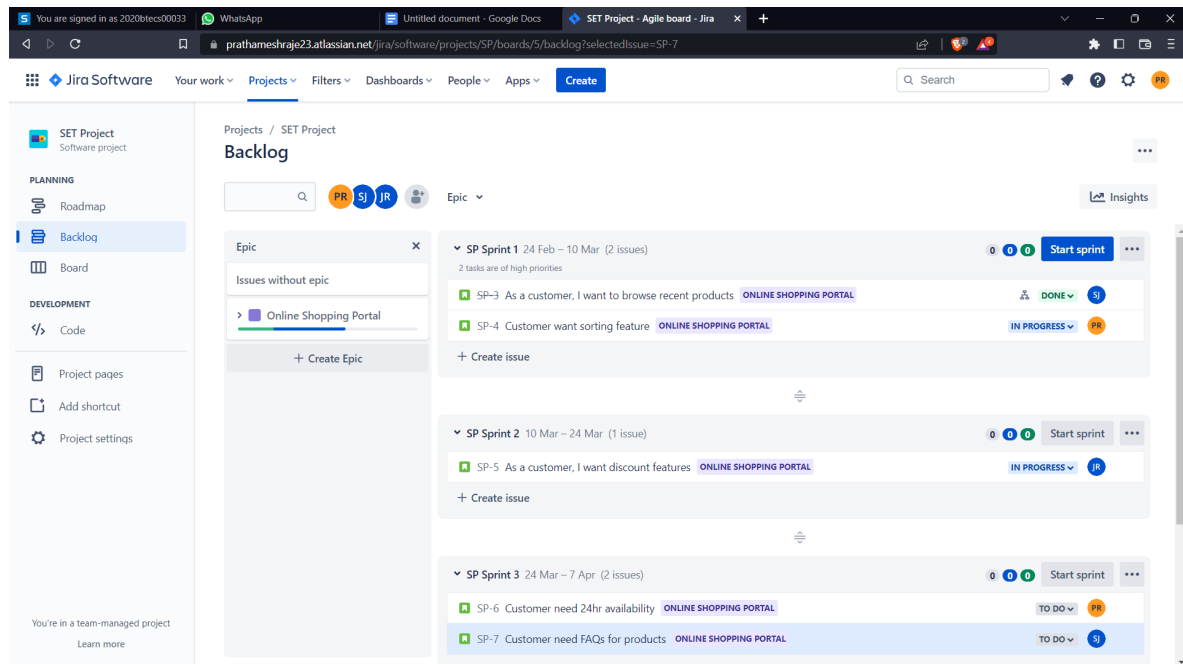 You are signed in as 2020btecs00033
WhatsApp
Untitled document - Google Docs
SET Project - Agile board - Jira
prathameshraje23.atlassian.net/jira/software/projects/SP/boards/5/backlog?selectedIssue=SP-7
Jira Software
Your work
Projects
Filters
Dashboards
People
Apps
Create
Search
PR
SET Project
Software project
PLANNING
Roadmap
Backlog
Board
DEVELOPMENT
Code
Project pages
Add shortcut
Project settings
You're in a team-managed project
Learn more
Projects / SET Project
Backlog
PR SJ JR
Epic
Insights
Epic
Issues without epic
Online Shopping Portal
+ Create Epic
SP Sprint 1 24 Feb – 10 Mar (2 issues)
0 0 0 Start sprint
2 tasks are of high priorities
SP-3 As a customer, I want to browse recent products ONLINE SHOPPING PORTAL DONE SJ
SP-4 Customer want sorting feature ONLINE SHOPPING PORTAL IN PROGRESS PR
+ Create issue
SP Sprint 2 10 Mar – 24 Mar (1 issue) 0 0 0 Start sprint
SP-5 As a customer, I want discount features ONLINE SHOPPING PORTAL IN PROGRESS JR
+ Create issue
SP Sprint 3 24 Mar – 7 Apr (2 issues) 0 0 0 Start sprint
SP-6 Customer need 24hr availability ONLINE SHOPPING PORTAL TO DO PR
SP-7 Customer need FAQs for products ONLINE SHOPPING PORTAL TO DO SJ